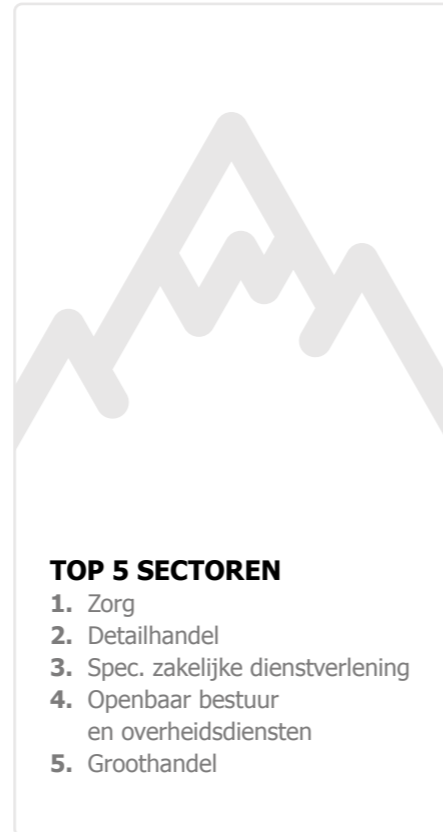 TOP 5 SECTOREN
1. Zorg
2. Detailhandel
3. Spec. zakelijke dienstverlening
4. Openbaar bestuur
en overheidsdiensten
5. Groothandel